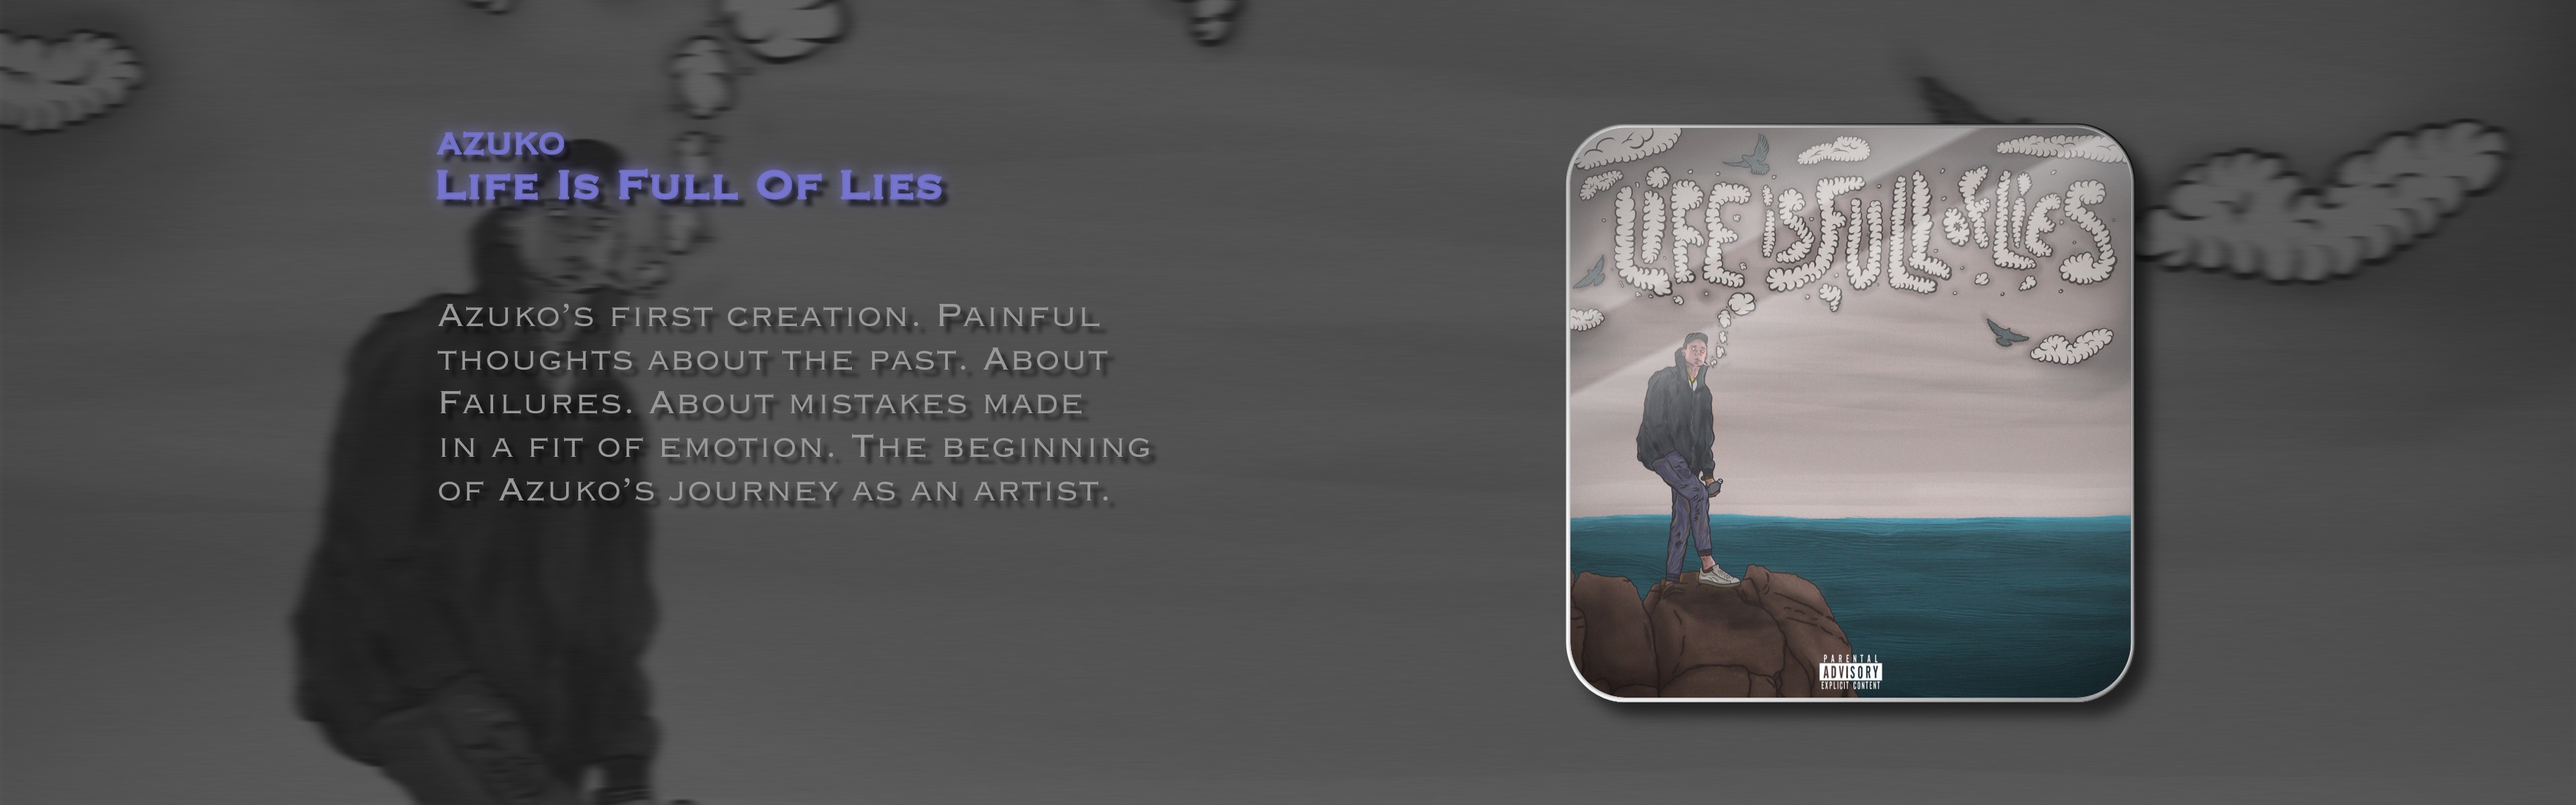 AZUKO
LIFE IS FULL OF LIES
AZUKO'S FIRST CREATION. PAINFUL
THOUGHTS ABOUT THE PAST. ABOUT
FAILURES. ABOUT MISTAKES MADE
IN A FIT OF EMOTION. THE BEGINNING
OF AZUKO'S JOURNEY AS AN ARTIST.
LIFE iS FULL of LieS
PARENTAL
ADVISORY
EXPLICIT CONTENT